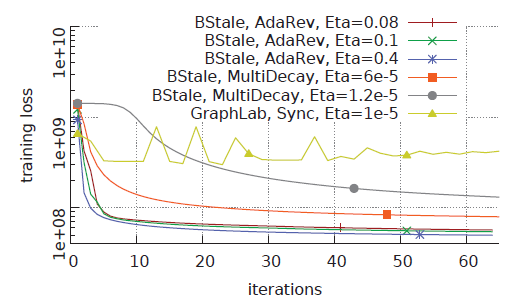 BStale, AdaRev, Eta=0.08
BStale, AdaRev, Eta=0.1
BStale, AdaRev, Eta=0.4
BStale, MultiDecay, Eta=6e-5
BStale, MultiDecay, Eta=1.2e-5
GraphLab, Sync, Eta=1e-5
training loss
1e+10
1e+09
1e+08
0 10 20 30 40 50 60
iterations